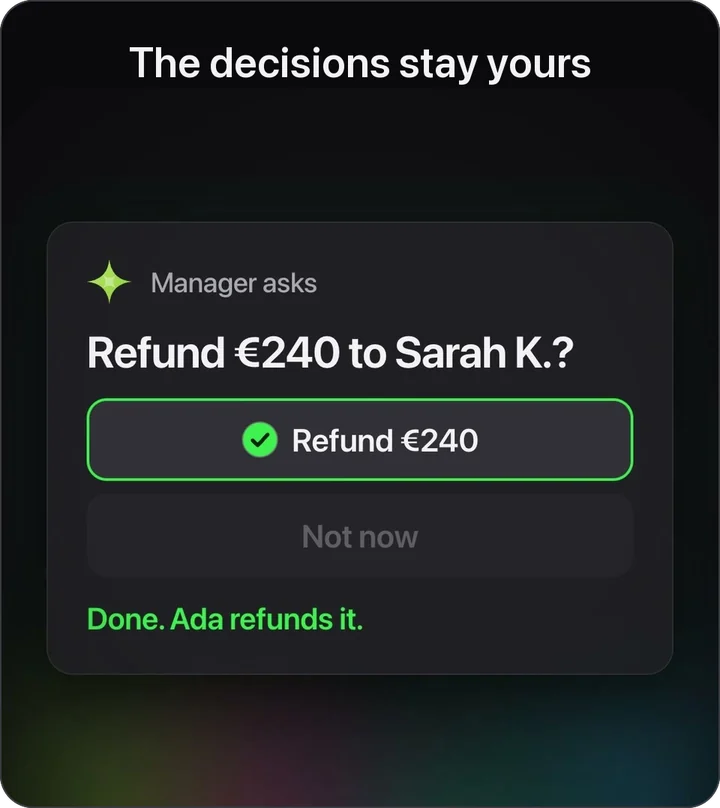 The decisions stay yours
Manager asks
Refund €240 to Sarah K.?
Refund €240
Not now
Done. Ada refunds it.